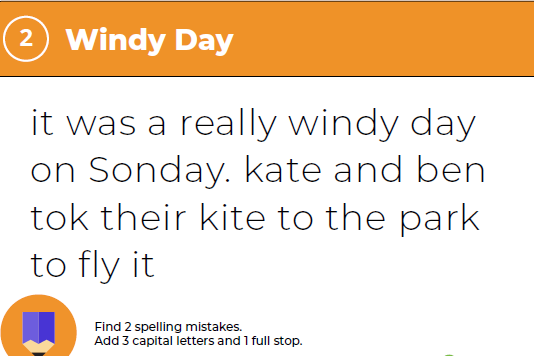 2 Windy Day
it was a really windy day
on Sonday. kate and ben
tok their kite to the park
to fly it
Find 2 spelling mistakes.
Add 3 capital letters and 1 full stop.